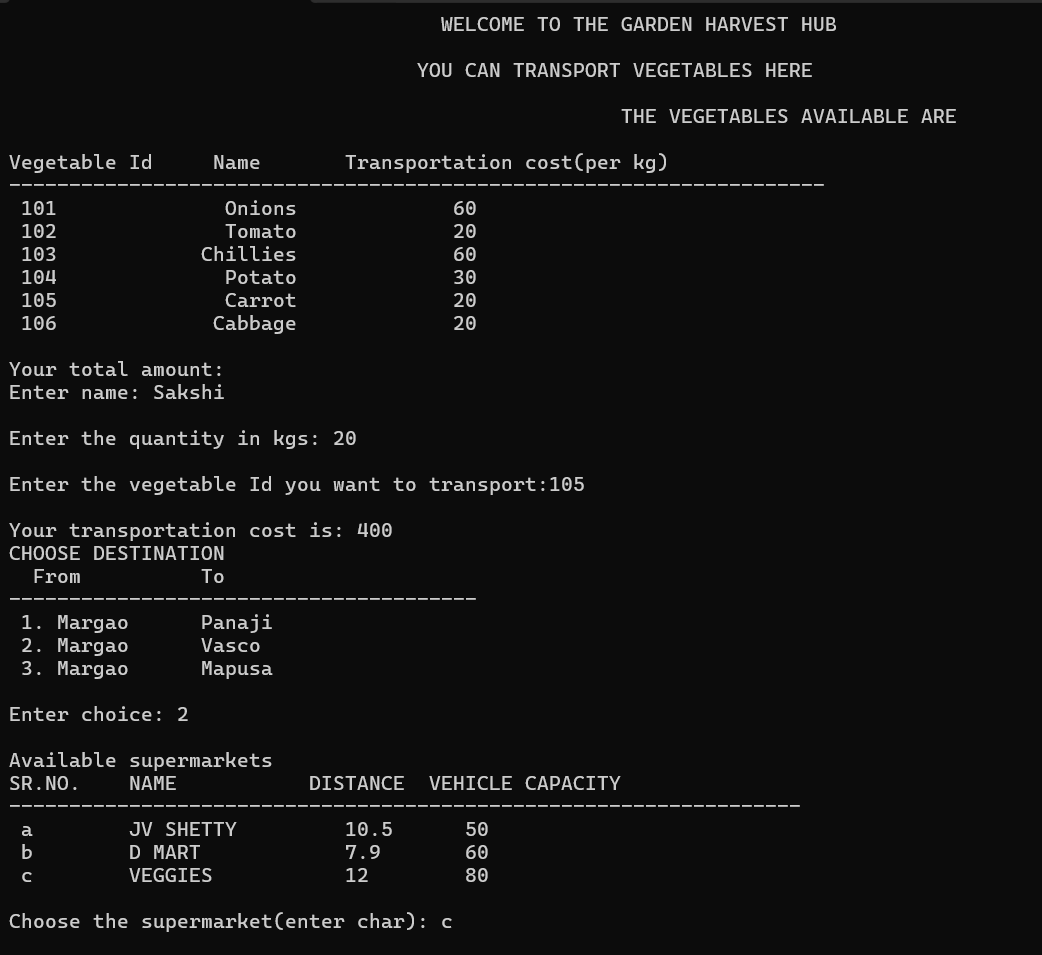 WELCOME TO THE GARDEN HARVEST HUB
YOU CAN TRANSPORT VEGETABLES HERE
THE VEGETABLES AVAILABLE ARE
Vegetable Id Name Transportation cost(per kg)
--------------------------------------------------------------------
101 Onions 60
102 Tomato 20
103 Chillies 60
104 Potato 30
105 Carrot 20
106 Cabbage 20
Your total amount:
Enter name: Sakshi
Enter the quantity in kgs: 20
Enter the vegetable Id you want to transport:105
Your transportation cost is: 400
CHOOSE DESTINATION
From To
---------------------------------------
1. Margao Panaji
2. Margao Vasco
3. Margao Mapusa
Enter choice: 2
Available supermarkets
SR.NO. NAME DISTANCE VEHICLE CAPACITY
------------------------------------------------------------------
a JV SHETTY 10.5 50
b D MART 7.9 60
c VEGGIES 12 80
Choose the supermarket(enter char): c